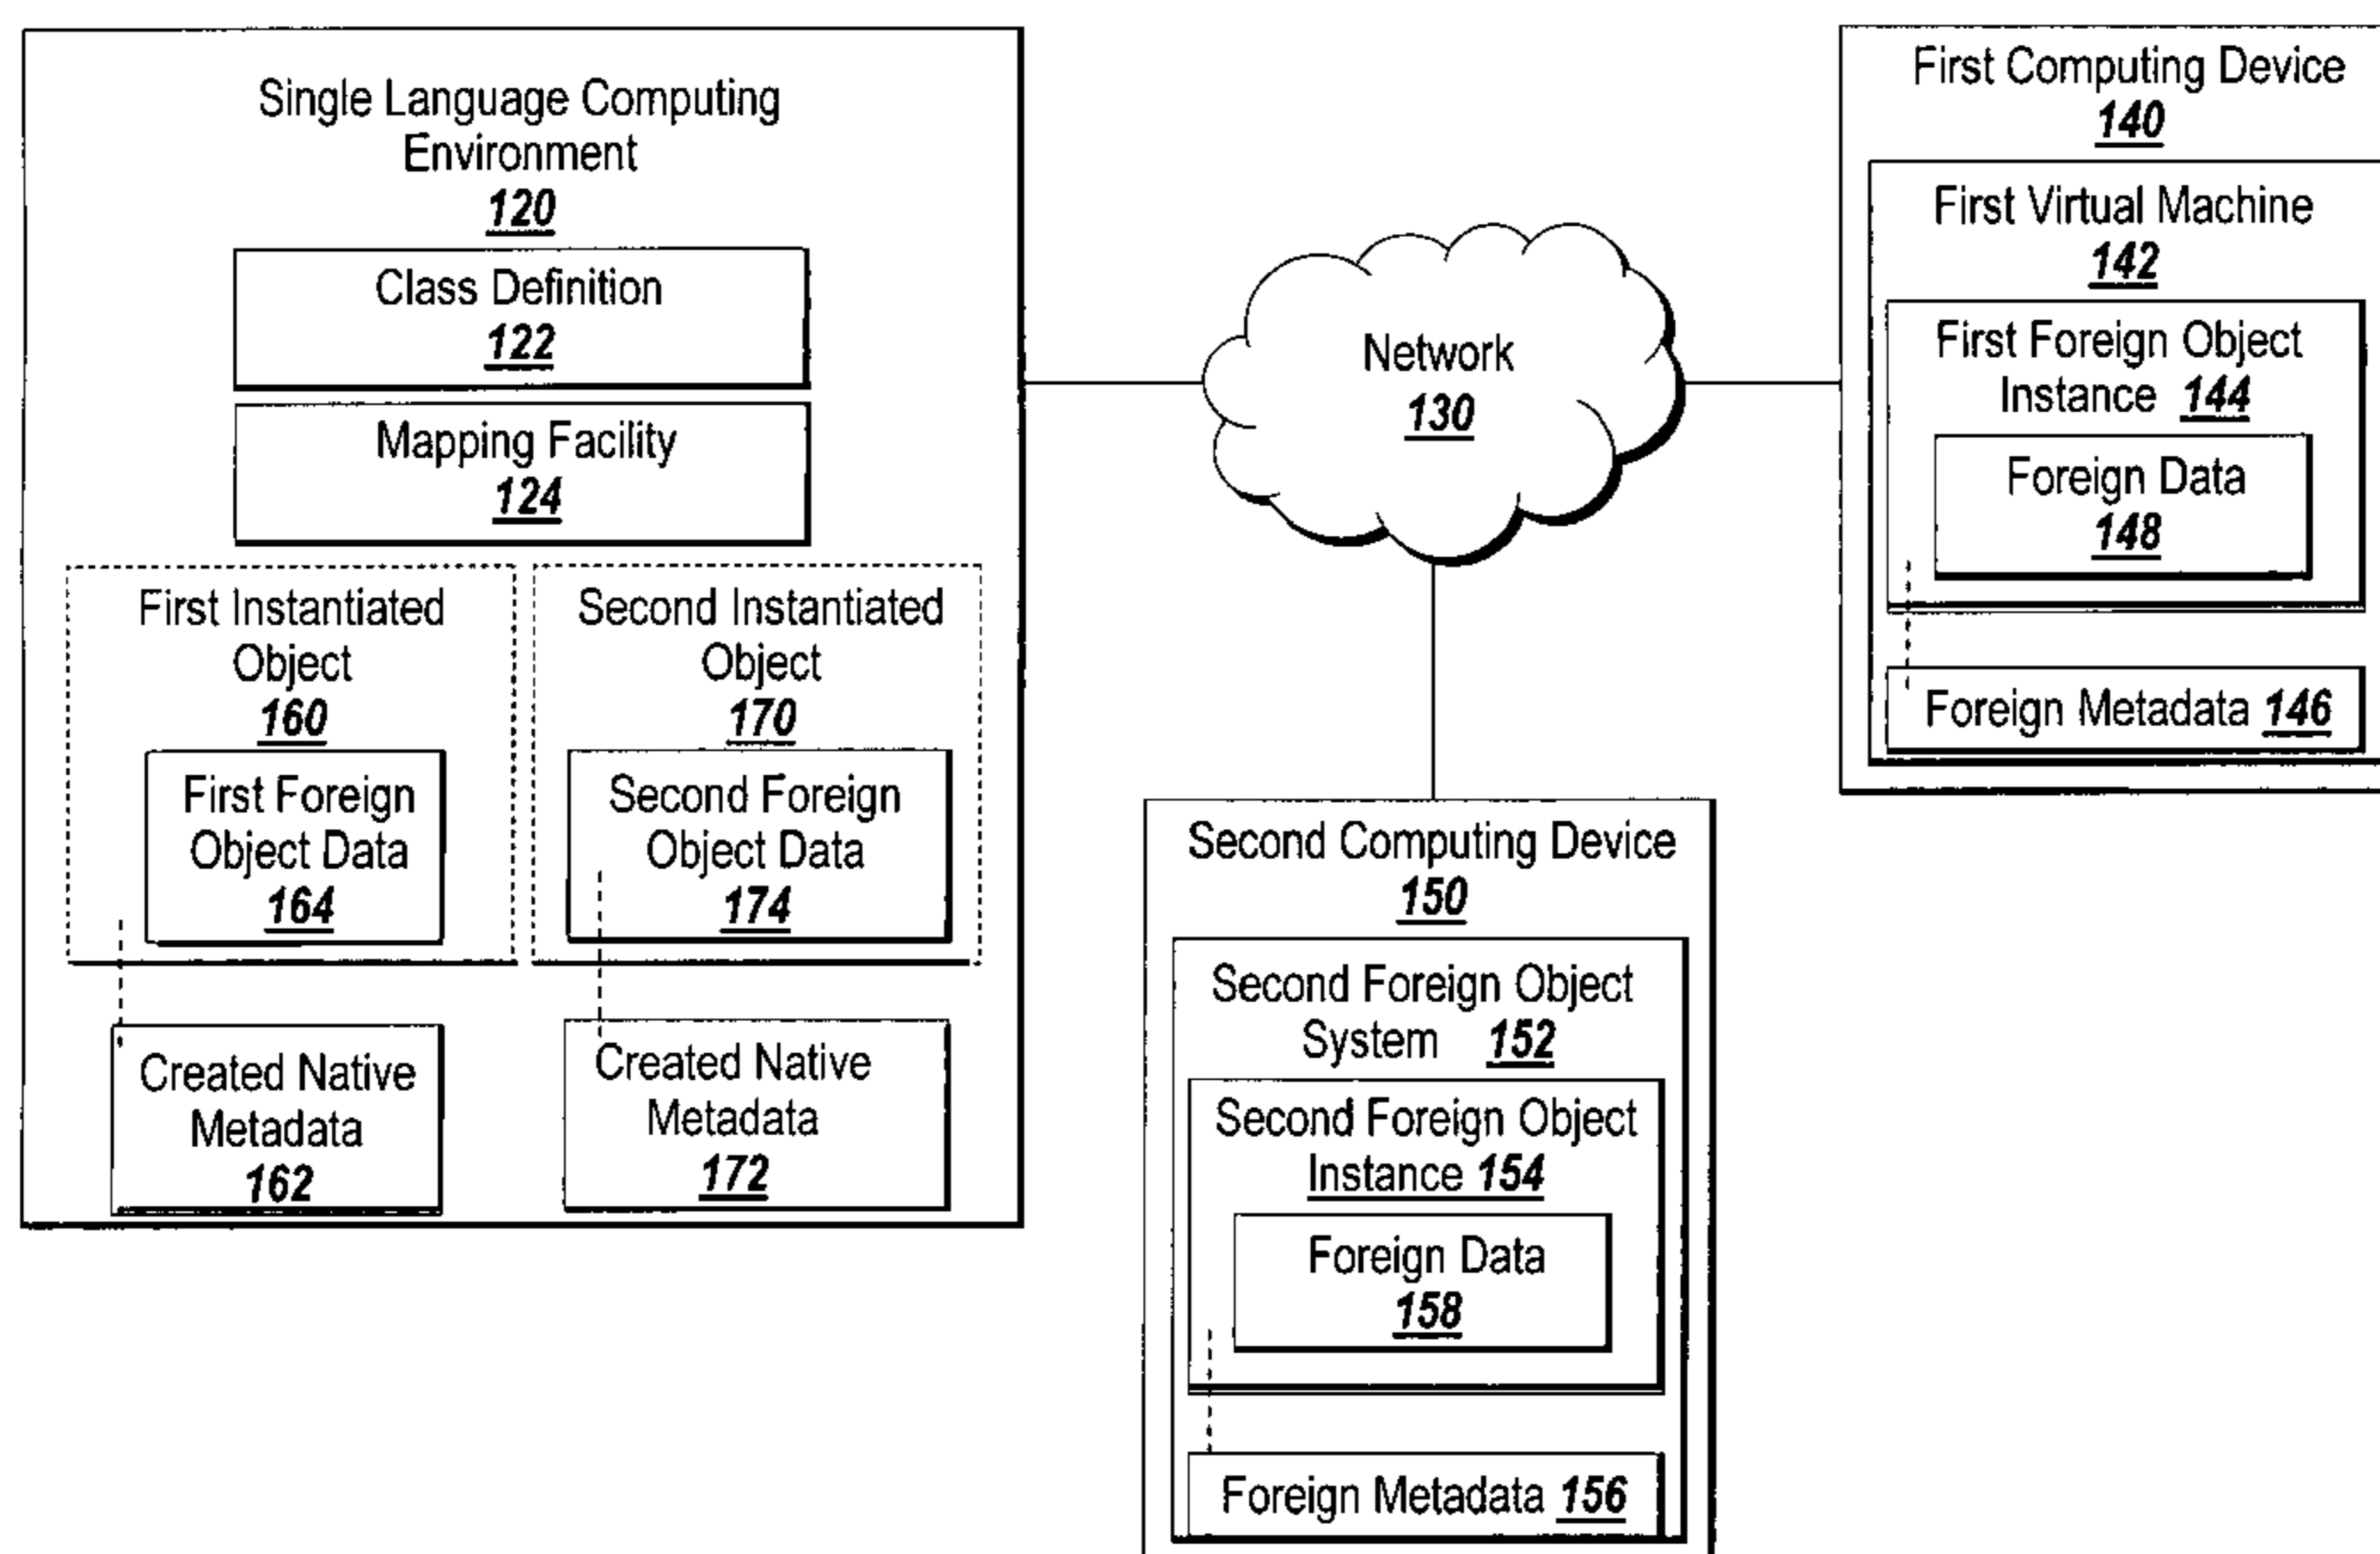 Single Language Computing
Environment
120
Class Definition
122
Mapping Facility
124
First Instantiated
Object
160
First Foreign
Object Data
164
Second Instantiated
Object
170
Second Foreign
Object Data
174
Created Native
Metadata
162
Created Native
Metadata
172
Network
130
First Computing Device
140
First Virtual Machine
142
First Foreign Object
Instance 144
Foreign Data
148
Foreign Metadata 146
Second Computing Device
150
Second Foreign Object
System 152
Second Foreign Object
Instance 154
Foreign Data
158
Foreign Metadata 156